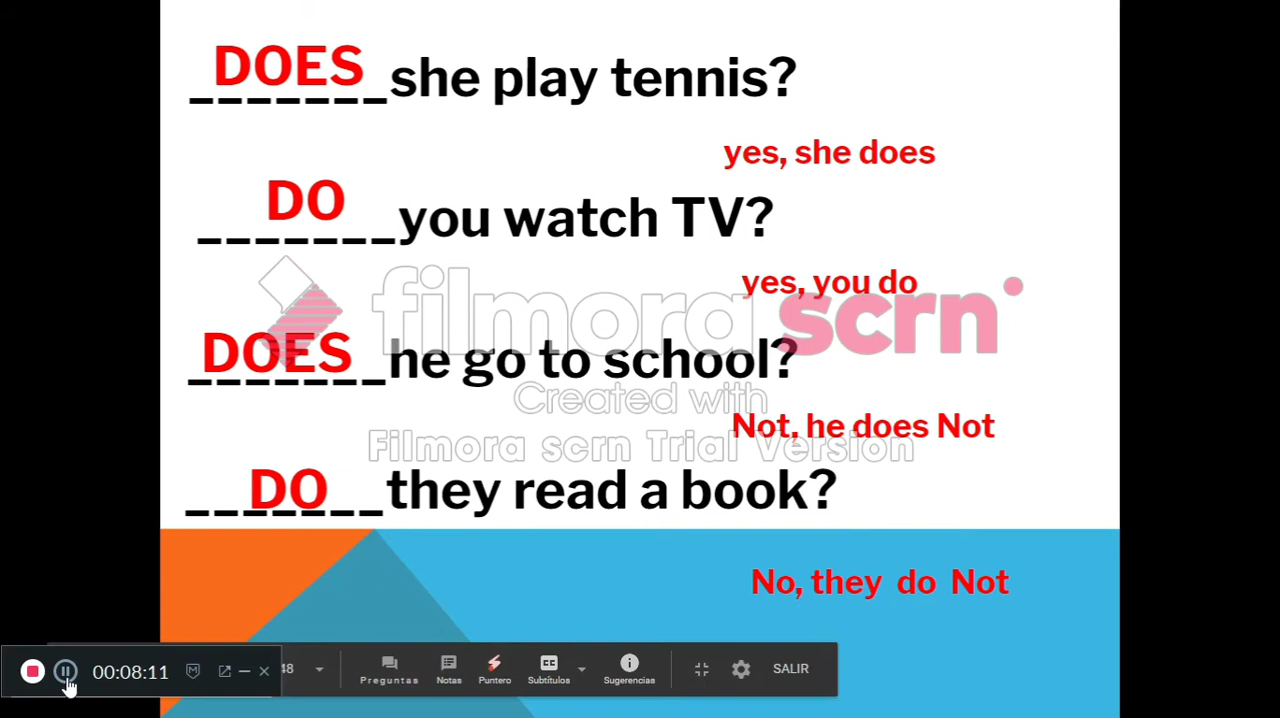 DOES she play tennis?
yes, she does
DO you watch TV?
yes, you do
filmora scrn
DOES he go to school?
Created with
Not, he does Not
Filmora scrn Trial Version
DO they read a book?
No, they do Not
00:08:11
48
Preguntas
Notas
Puntero
CC
Subtítulos
Sugerencias
SALIR